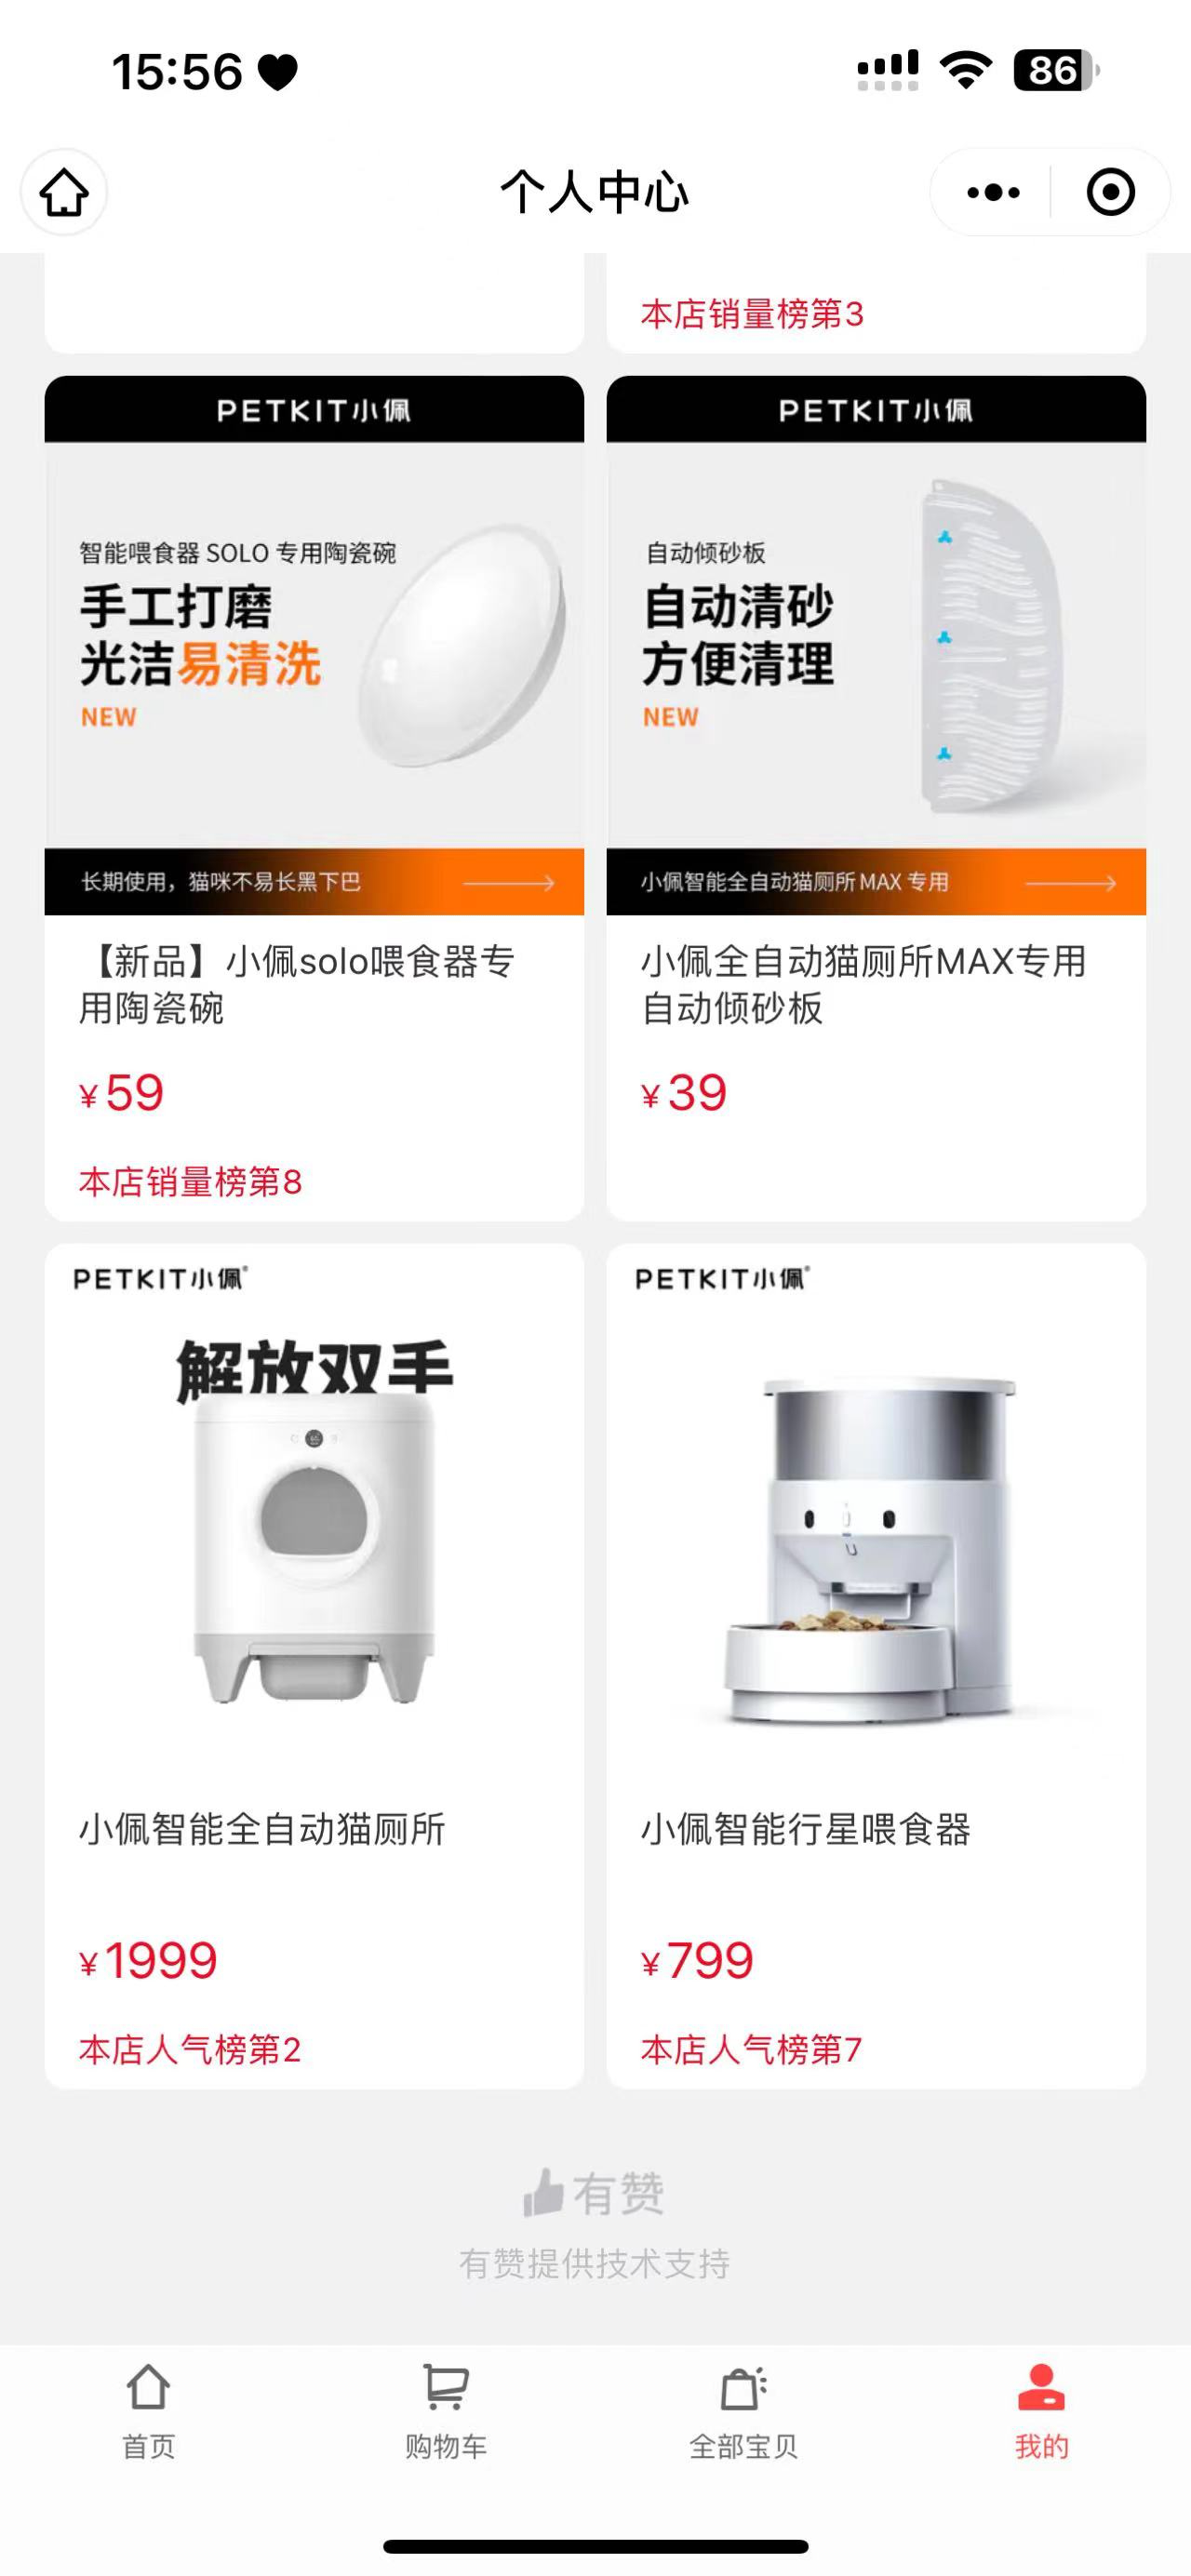 15:56
86
个人中心
本店销量榜第3
PETKIT小佩
智能喂食器 SOLO 专用陶瓷碗
手工打磨
光洁易清洗
NEW
长期使用，猫咪不易长黑下巴
【新品】小佩solo喂食器专
用陶瓷碗
¥59
本店销量榜第8
PETKIT小佩
自动倾砂板
自动清砂
方便清理
NEW
小佩智能全自动猫厕所 MAX 专用
小佩全自动猫厕所MAX专用
自动倾砂板
¥39
PETKIT小佩®
解放双手
小佩智能全自动猫厕所
¥1999
本店人气榜第2
PETKIT小佩®
小佩智能行星喂食器
¥799
本店人气榜第7
有赞
有赞提供技术支持
首页
购物车
全部宝贝
我的